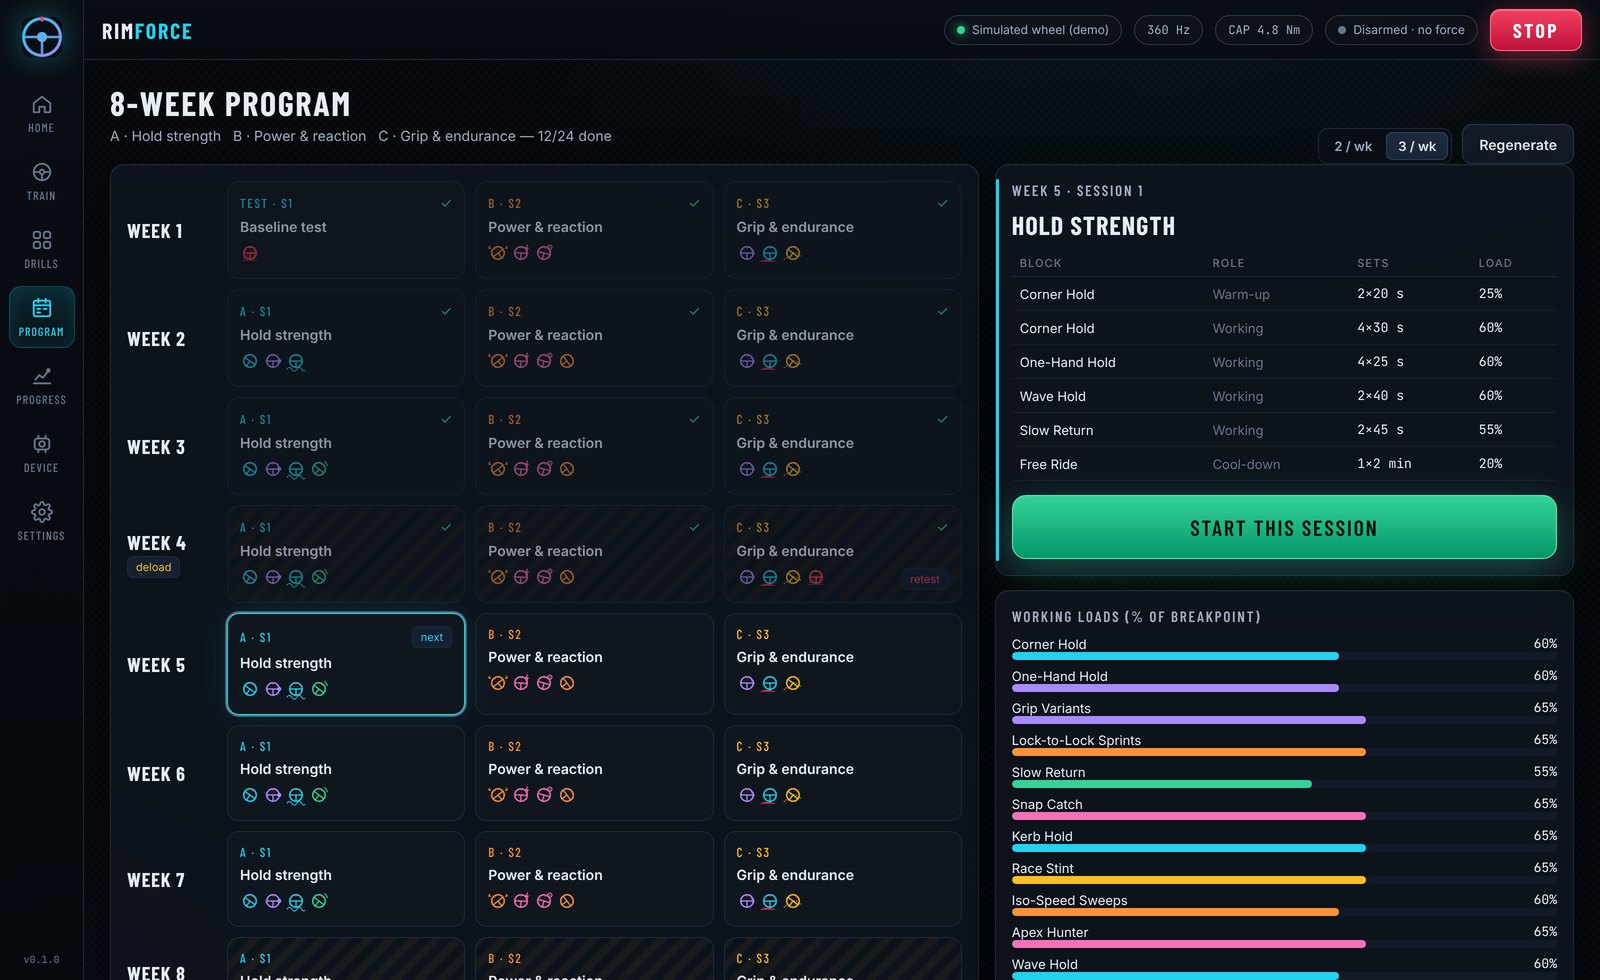 RIMFORCE
Simulated wheel (demo)
360 Hz
CAP 4.8 Nm
Disarmed · no force
STOP
HOME
TRAIN
DRILLS
PROGRAM
PROGRESS
DEVICE
SETTINGS
v0.1.0
8-WEEK PROGRAM
A · Hold strength B · Power & reaction C · Grip & endurance — 12/24 done
2 / wk
3 / wk
Regenerate
WEEK 1
TEST · S1
Baseline test
B · S2
Power & reaction
C · S3
Grip & endurance
WEEK 2
A · S1
Hold strength
B · S2
Power & reaction
C · S3
Grip & endurance
WEEK 3
A · S1
Hold strength
B · S2
Power & reaction
C · S3
Grip & endurance
WEEK 4
deload
A · S1
Hold strength
B · S2
Power & reaction
C · S3
Grip & endurance
retest
WEEK 5
A · S1
next
Hold strength
B · S2
Power & reaction
C · S3
Grip & endurance
WEEK 6
A · S1
Hold strength
B · S2
Power & reaction
C · S3
Grip & endurance
WEEK 7
A · S1
Hold strength
B · S2
Power & reaction
C · S3
Grip & endurance
WEEK 8
A · S1
Hold strength
B · S2
Power & reaction
C · S3
Grip & endurance
WEEK 5 · SESSION 1
HOLD STRENGTH
BLOCK ROLE SETS LOAD
Corner Hold Warm-up 2×20 s 25%
Corner Hold Working 4×30 s 60%
One-Hand Hold Working 4×25 s 60%
Wave Hold Working 2×40 s 60%
Slow Return Working 2×45 s 55%
Free Ride Cool-down 1×2 min 20%
START THIS SESSION
WORKING LOADS (% OF BREAKPOINT)
Corner Hold 60%
One-Hand Hold 60%
Grip Variants 65%
Lock-to-Lock Sprints 65%
Slow Return 55%
Snap Catch 65%
Kerb Hold 65%
Race Stint 65%
Iso-Speed Sweeps 60%
Apex Hunter 65%
Wave Hold 60%